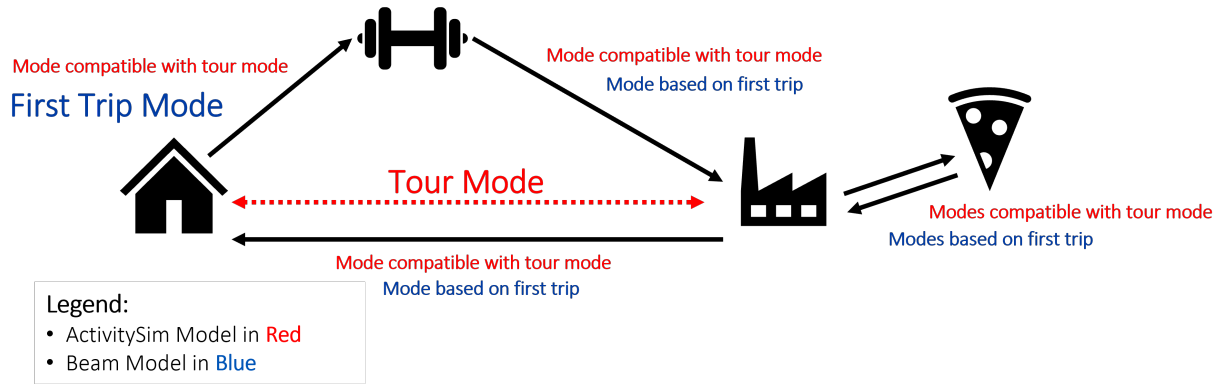 Mode compatible with tour mode
First Trip Mode
Mode compatible with tour mode
Mode based on first trip
Tour Mode
Modes compatible with tour mode
Modes based on first trip
Mode compatible with tour mode
Mode based on first trip
Legend:
• ActivitySim Model in Red
• Beam Model in Blue